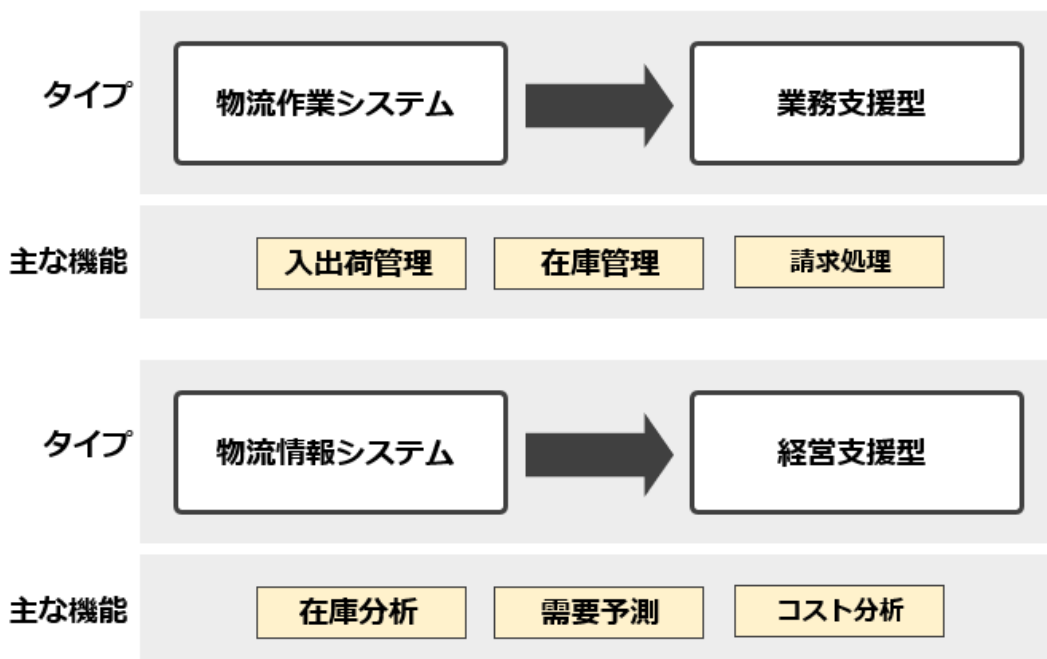 タイプ
物流作業システム
業務支援型
主な機能
入出荷管理
在庫管理
請求処理
タイプ
物流情報システム
経営支援型
主な機能
在庫分析
需要予測
コスト分析